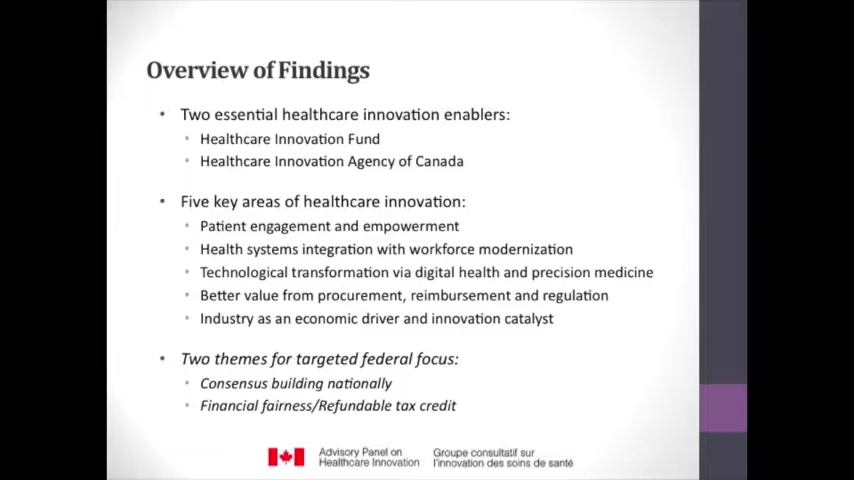 Overview of Findings
• Two essential healthcare innovation enablers:
• Healthcare Innovation Fund
• Healthcare Innovation Agency of Canada
• Five key areas of healthcare innovation:
• Patient engagement and empowerment
• Health systems integration with workforce modernization
• Technological transformation via digital health and precision medicine
• Better value from procurement, reimbursement and regulation
• Industry as an economic driver and innovation catalyst
• Two themes for targeted federal focus:
• Consensus building nationally
• Financial fairness/Refundable tax credit
Advisory Panel on
Healthcare Innovation
Groupe consultatif sur
l'innovation des soins de santé